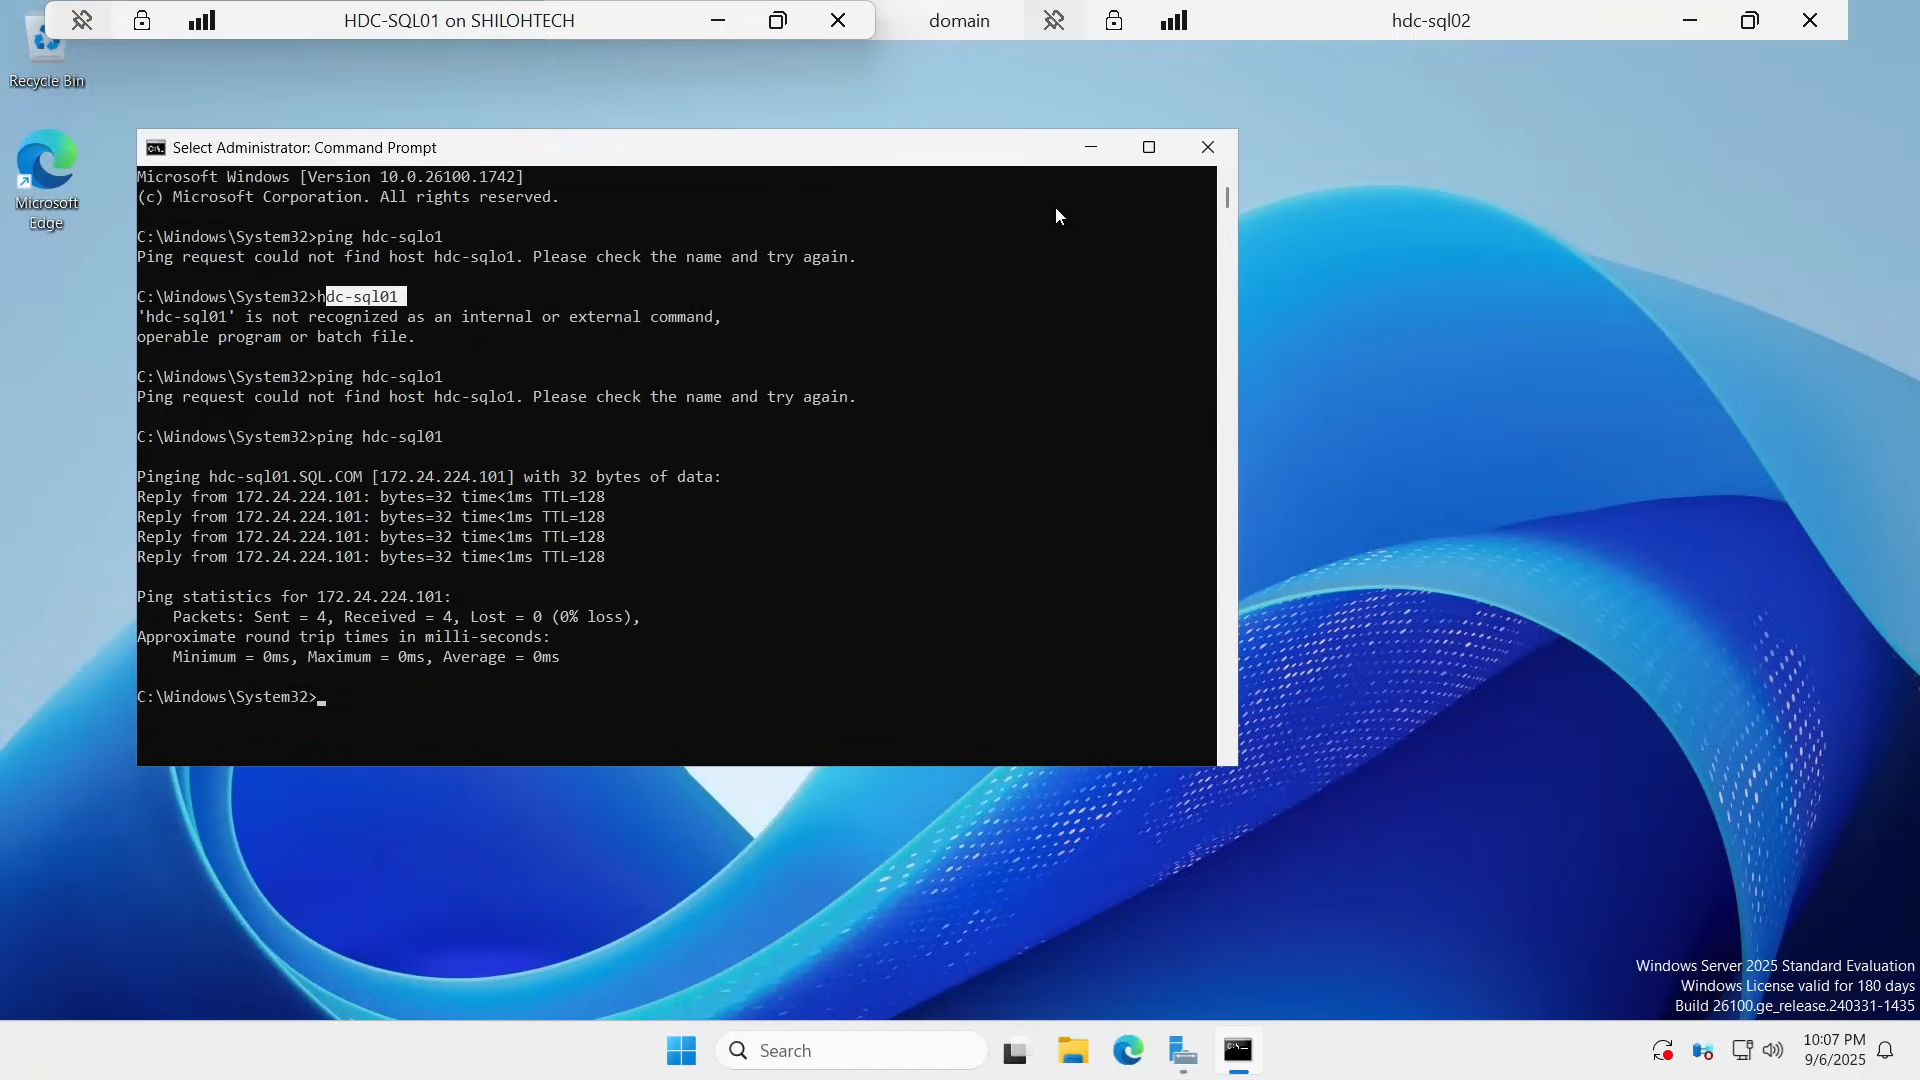 HDC-SQL01 on SHILOHTECH
domain
hdc-sql02
Recycle Bin
Microsoft
Edge
Select Administrator: Command Prompt
Microsoft Windows [Version 10.0.26100.1742]
(c) Microsoft Corporation. All rights reserved.
C:\Windows\System32>ping hdc-sqlo1
Ping request could not find host hdc-sqlo1. Please check the name and try again.
C:\Windows\System32>hdc-sql01
'hdc-sql01' is not recognized as an internal or external command,
operable program or batch file.
C:\Windows\System32>ping hdc-sqlo1
Ping request could not find host hdc-sqlo1. Please check the name and try again.
C:\Windows\System32>ping hdc-sql01
Pinging hdc-sql01.SQL.COM [172.24.224.101] with 32 bytes of data:
Reply from 172.24.224.101: bytes=32 time<1ms TTL=128
Reply from 172.24.224.101: bytes=32 time<1ms TTL=128
Reply from 172.24.224.101: bytes=32 time<1ms TTL=128
Reply from 172.24.224.101: bytes=32 time<1ms TTL=128
Ping statistics for 172.24.224.101:
    Packets: Sent = 4, Received = 4, Lost = 0 (0% loss),
Approximate round trip times in milli-seconds:
    Minimum = 0ms, Maximum = 0ms, Average = 0ms
C:\Windows\System32>
Windows Server 2025 Standard Evaluation
Windows License valid for 180 days
Build 26100.ge_release.240331-1435
Search
10:07 PM
9/6/2025